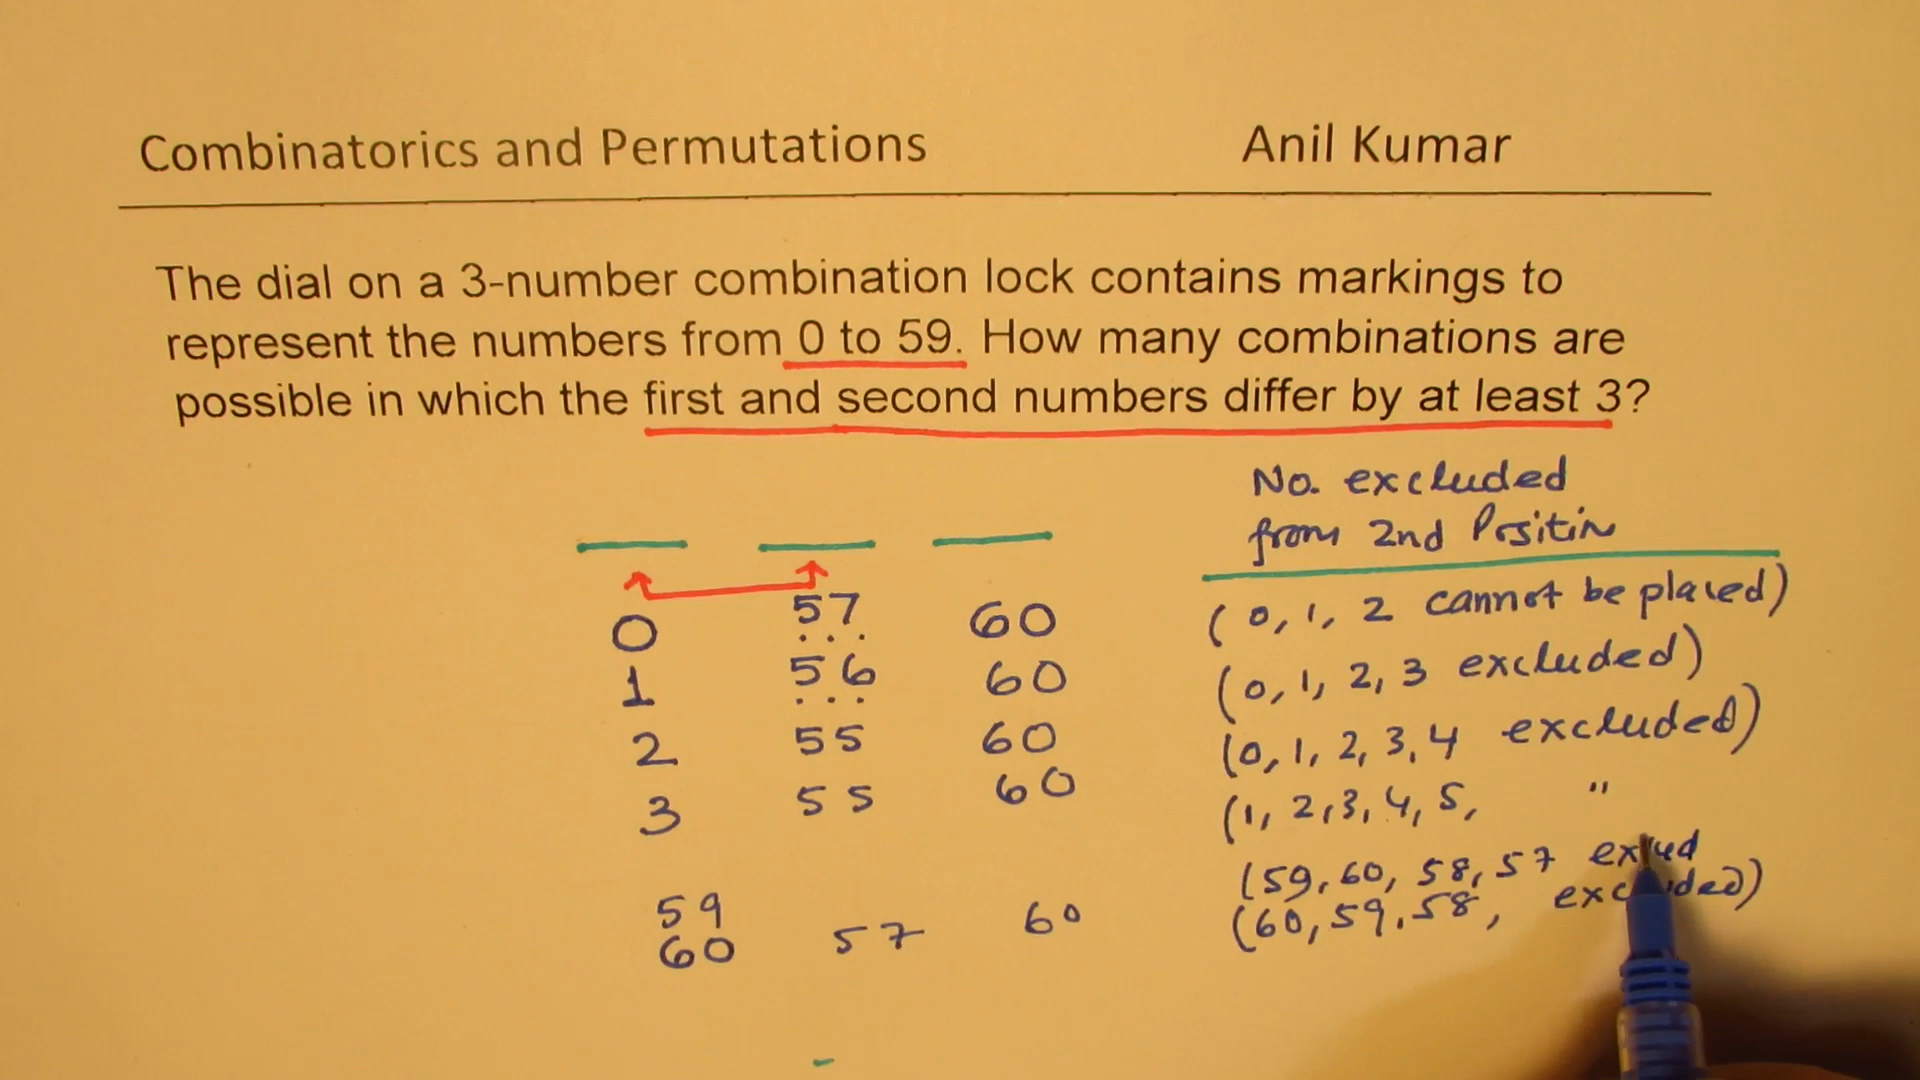 Combinatorics and Permutations Anil Kumar
The dial on a 3-number combination lock contains markings to
represent the numbers from 0 to 59. How many combinations are
possible in which the first and second numbers differ by at least 3?
No. excluded
from 2nd Positin
0 57 60 (0, 1, 2 cannot be placed)
1 56 60 (0, 1, 2, 3 excluded)
2 55 60 (0, 1, 2, 3, 4 excluded)
3 55 60 (1, 2, 3, 4, 5, "
59 (59, 60, 58, 57
60 57 60 (60, 59, 58, excluded)